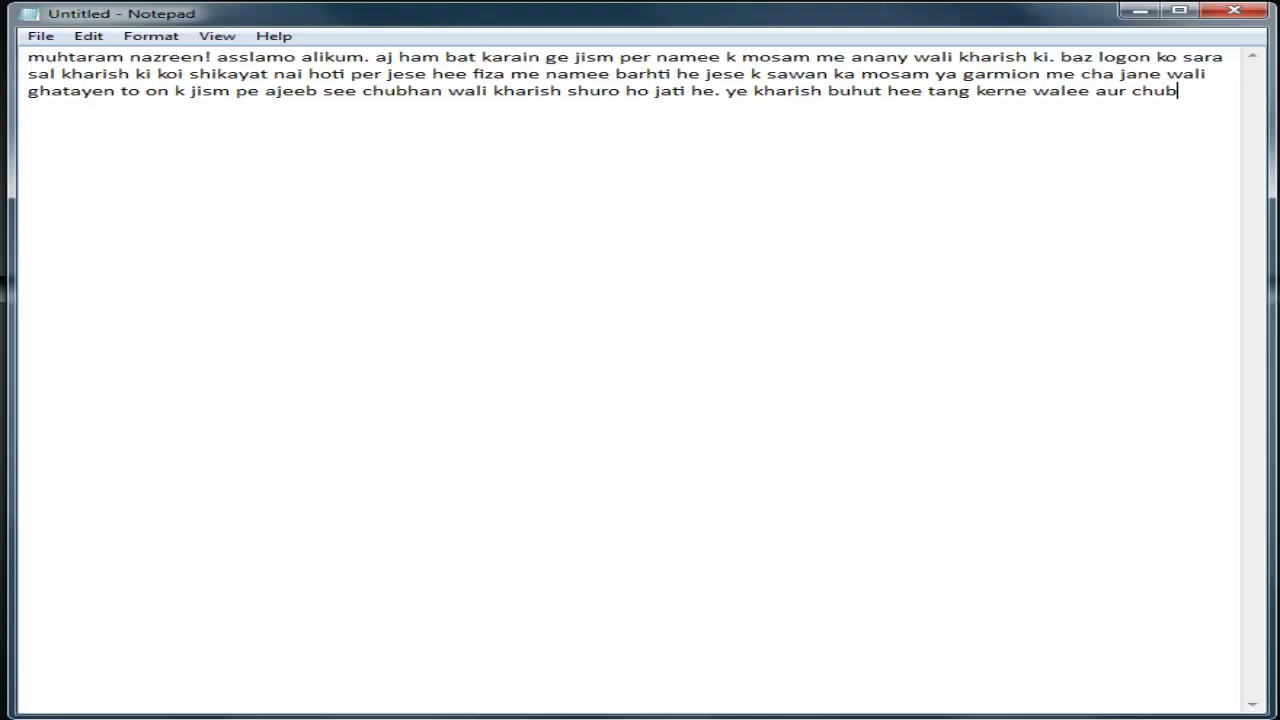 Untitled - Notepad
File Edit Format View Help
muhtaram nazreen! asslamo alikum. aj ham bat karain ge jism per namee k mosam me anany wali kharish ki. baz logon ko sara
sal kharish ki koi shikayat nai hoti per jese hee fiza me namee barhti he jese k sawan ka mosam ya garmion me cha jane wali
ghatayen to on k jism pe ajeeb see chubhan wali kharish shuro ho jati he. ye kharish buhut hee tang kerne walee aur chub